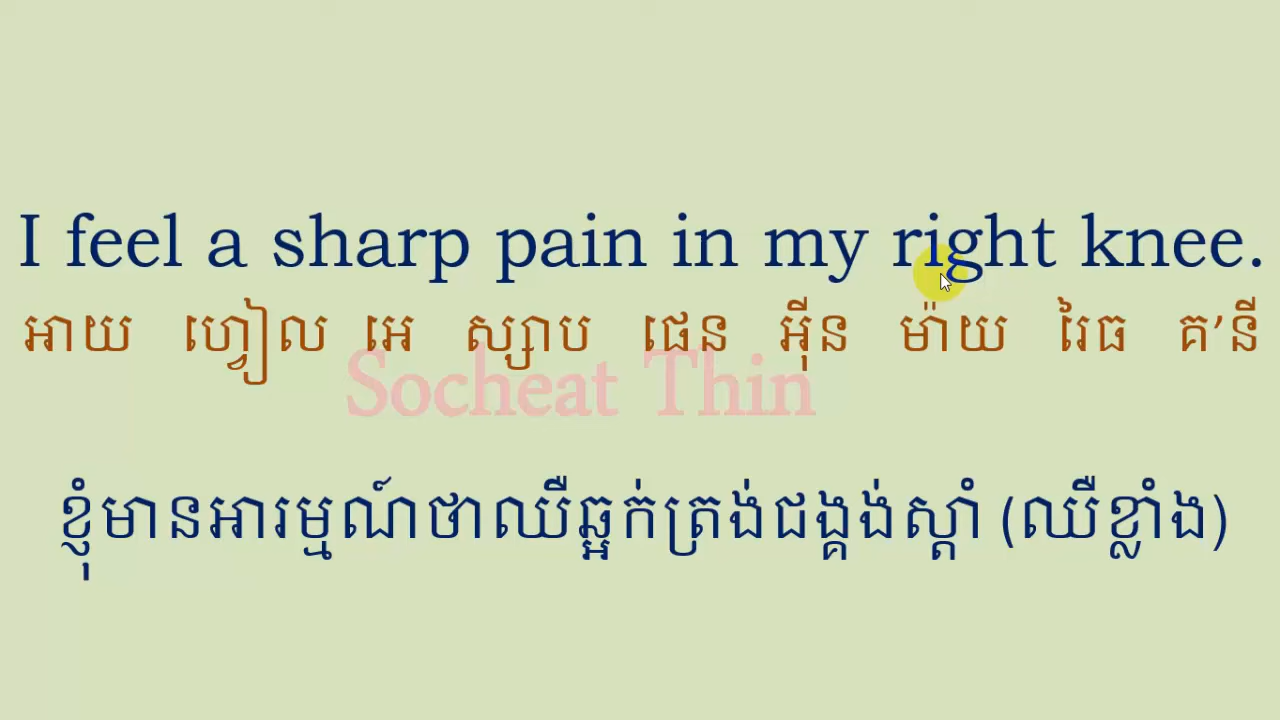 I feel a sharp pain in my right knee.
អាយ ហ្វៀល អេ ស្សាប ផេន អ៊ីន ម៉ាយ រៃធ គ’នី
Socheat Thin
ខ្ញុំមានអារម្មណ៍ថាឈឺឆ្អក់ត្រង់ជង្គង់ស្តាំ (ឈឺខ្លាំង)